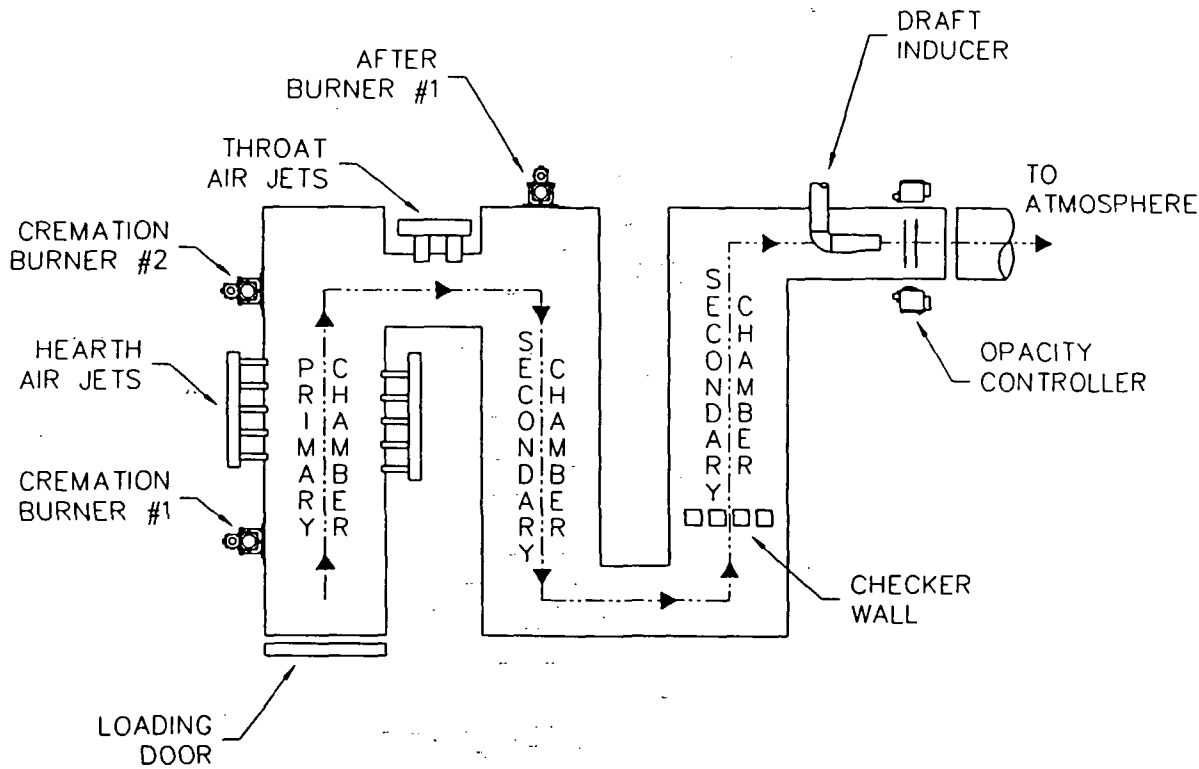 DRAFT
INDUCER
AFTER
BURNER #1
THROAT
AIR JETS
TO
ATMOSPHERE
CREMATION
BURNER #2
HEARTH
AIR JETS
OPACITY
CONTROLLER
PRIMARY
CHAMBER
SECONDARY
CHAMBER
SECONDARY
CHAMBER
CREMATION
BURNER #1
CHECKER
WALL
LOADING
DOOR